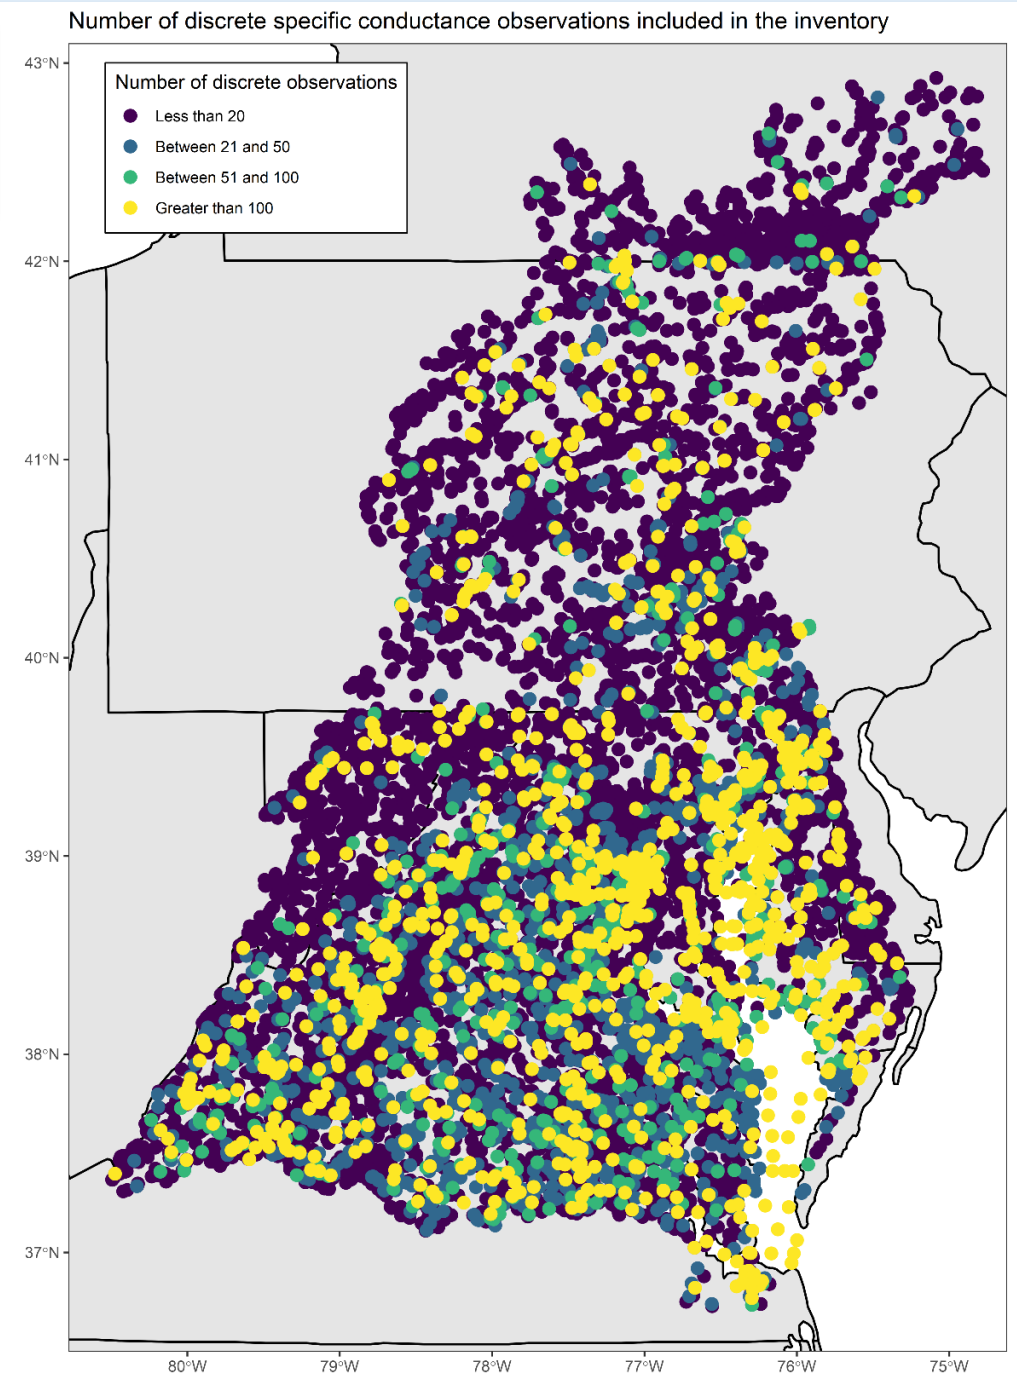 Number of discrete specific conductance observations included in the inventory
Number of discrete observations
Less than 20
Between 21 and 50
Between 51 and 100
Greater than 100
43°N
42°N
41°N
40°N
39°N
38°N
37°N
80°W 79°W 78°W 77°W 76°W 75°W